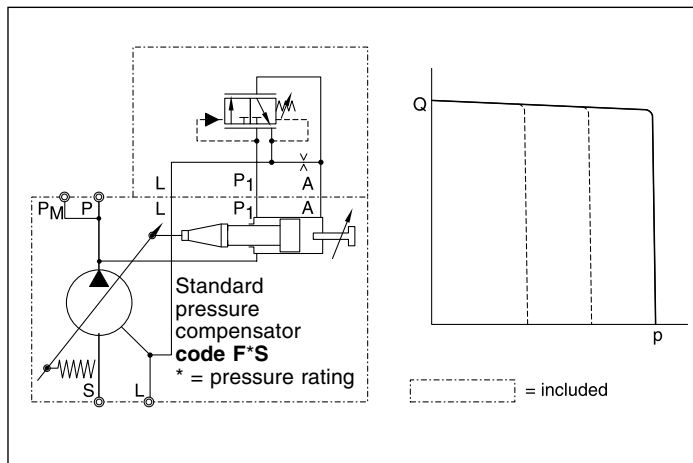 L P1 A
L P1 A
PM P
Standard
pressure
compensator
code F*S
* = pressure rating
S L
Q
p
= included